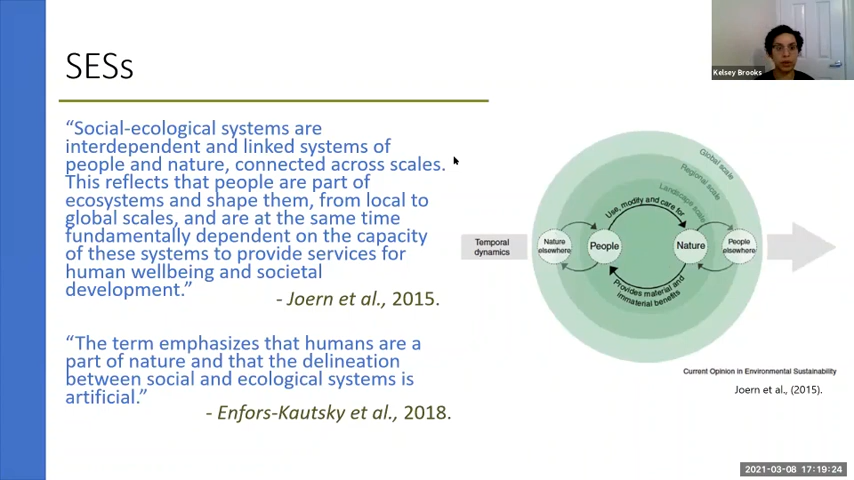 Kelsey Brooks
SESs
“Social-ecological systems are
interdependent and linked systems of
people and nature, connected across scales.
This reflects that people are part of
ecosystems and shape them, from local to
global scales, and are at the same time
fundamentally dependent on the capacity
of these systems to provide services for
human wellbeing and societal
development.”
- Joern et al., 2015.
“The term emphasizes that humans are a
part of nature and that the delineation
between social and ecological systems is
artificial.”
- Enfors-Kautsky et al., 2018.
Global scale
Regional scale
Landscape scale
Use, modify and care for
Temporal
dynamics
Nature
elsewhere
People
Nature
People
elsewhere
Provides material and
immaterial benefits
Current Opinion in Environmental Sustainability
Joern et al., (2015).
2021-03-08 17:19:24